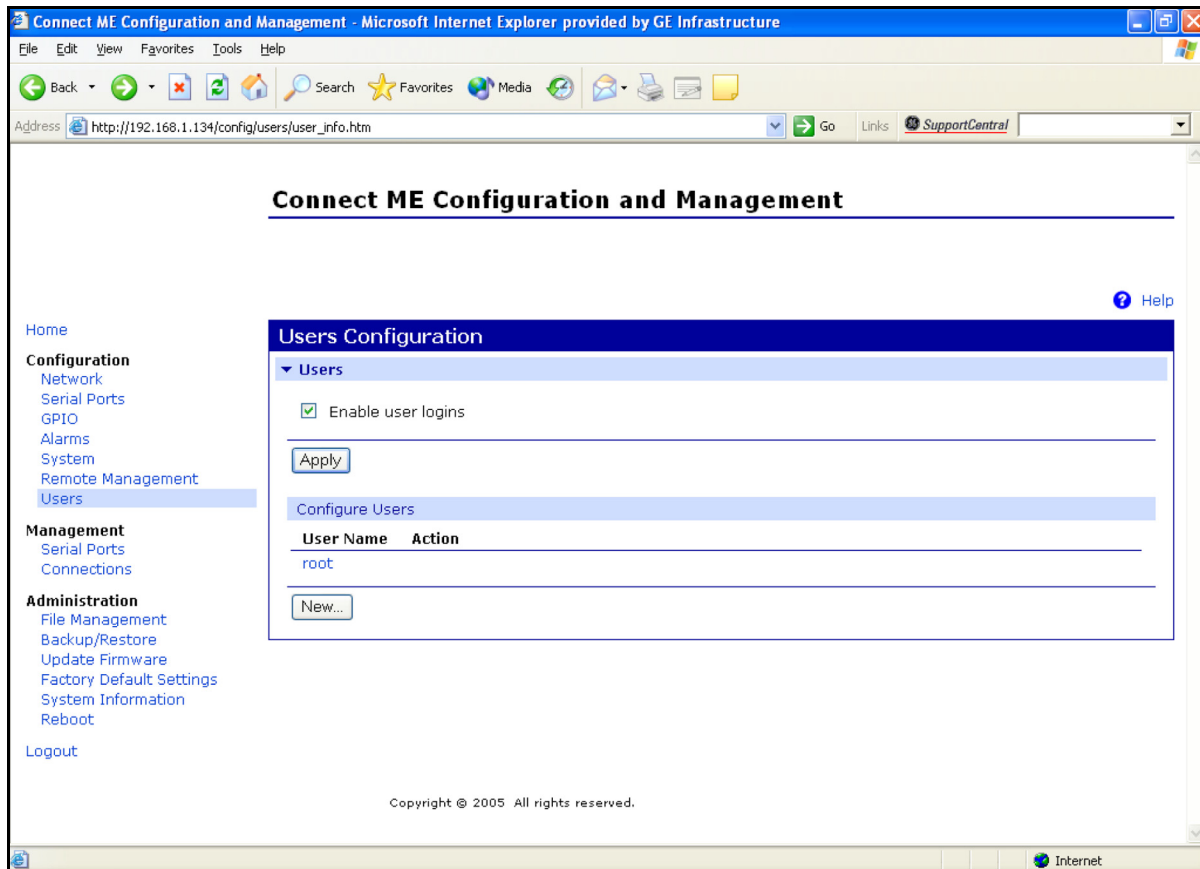 Connect ME Configuration and Management - Microsoft Internet Explorer provided by GE Infrastructure
File Edit View Favorites Tools Help
Back Search Favorites Media
Address http://192.168.1.134/config/users/user_info.htm Go Links SupportCentral
Connect ME Configuration and Management
? Help
Home
Configuration
Network
Serial Ports
GPIO
Alarms
System
Remote Management
Users
Management
Serial Ports
Connections
Administration
File Management
Backup/Restore
Update Firmware
Factory Default Settings
System Information
Reboot
Logout
Users Configuration
Users
Enable user logins
Apply
Configure Users
User Name Action
root
New...
Copyright © 2005 All rights reserved.
Internet